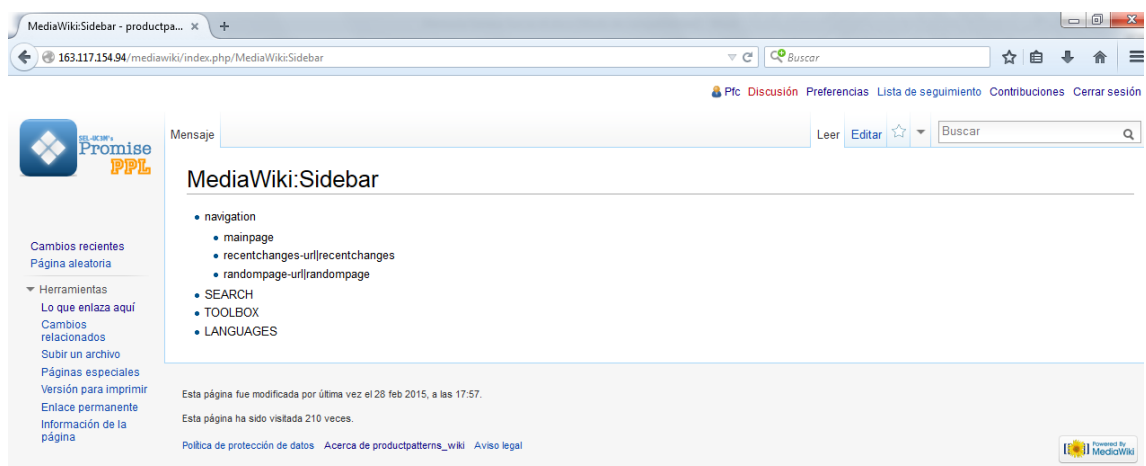 MediaWiki:Sidebar - productpa...
163.117.154.94/mediawiki/index.php/MediaWiki:Sidebar
Buscar
Pfc Discusión Preferencias Lista de seguimiento Contribuciones Cerrar sesión
SEL-UC3M's
Promise
PPL
Mensaje
Leer Editar
Buscar
MediaWiki:Sidebar
navigation
mainpage
recentchanges-url|recentchanges
randompage-url|randompage
SEARCH
TOOLBOX
LANGUAGES
Cambios recientes
Página aleatoria
Herramientas
Lo que enlaza aquí
Cambios
relacionados
Subir un archivo
Páginas especiales
Versión para imprimir
Enlace permanente
Información de la
página
Esta página fue modificada por última vez el 28 feb 2015, a las 17:57.
Esta página ha sido visitada 210 veces.
Política de protección de datos Acerca de productpatterns_wiki Aviso legal
Powered By
MediaWiki